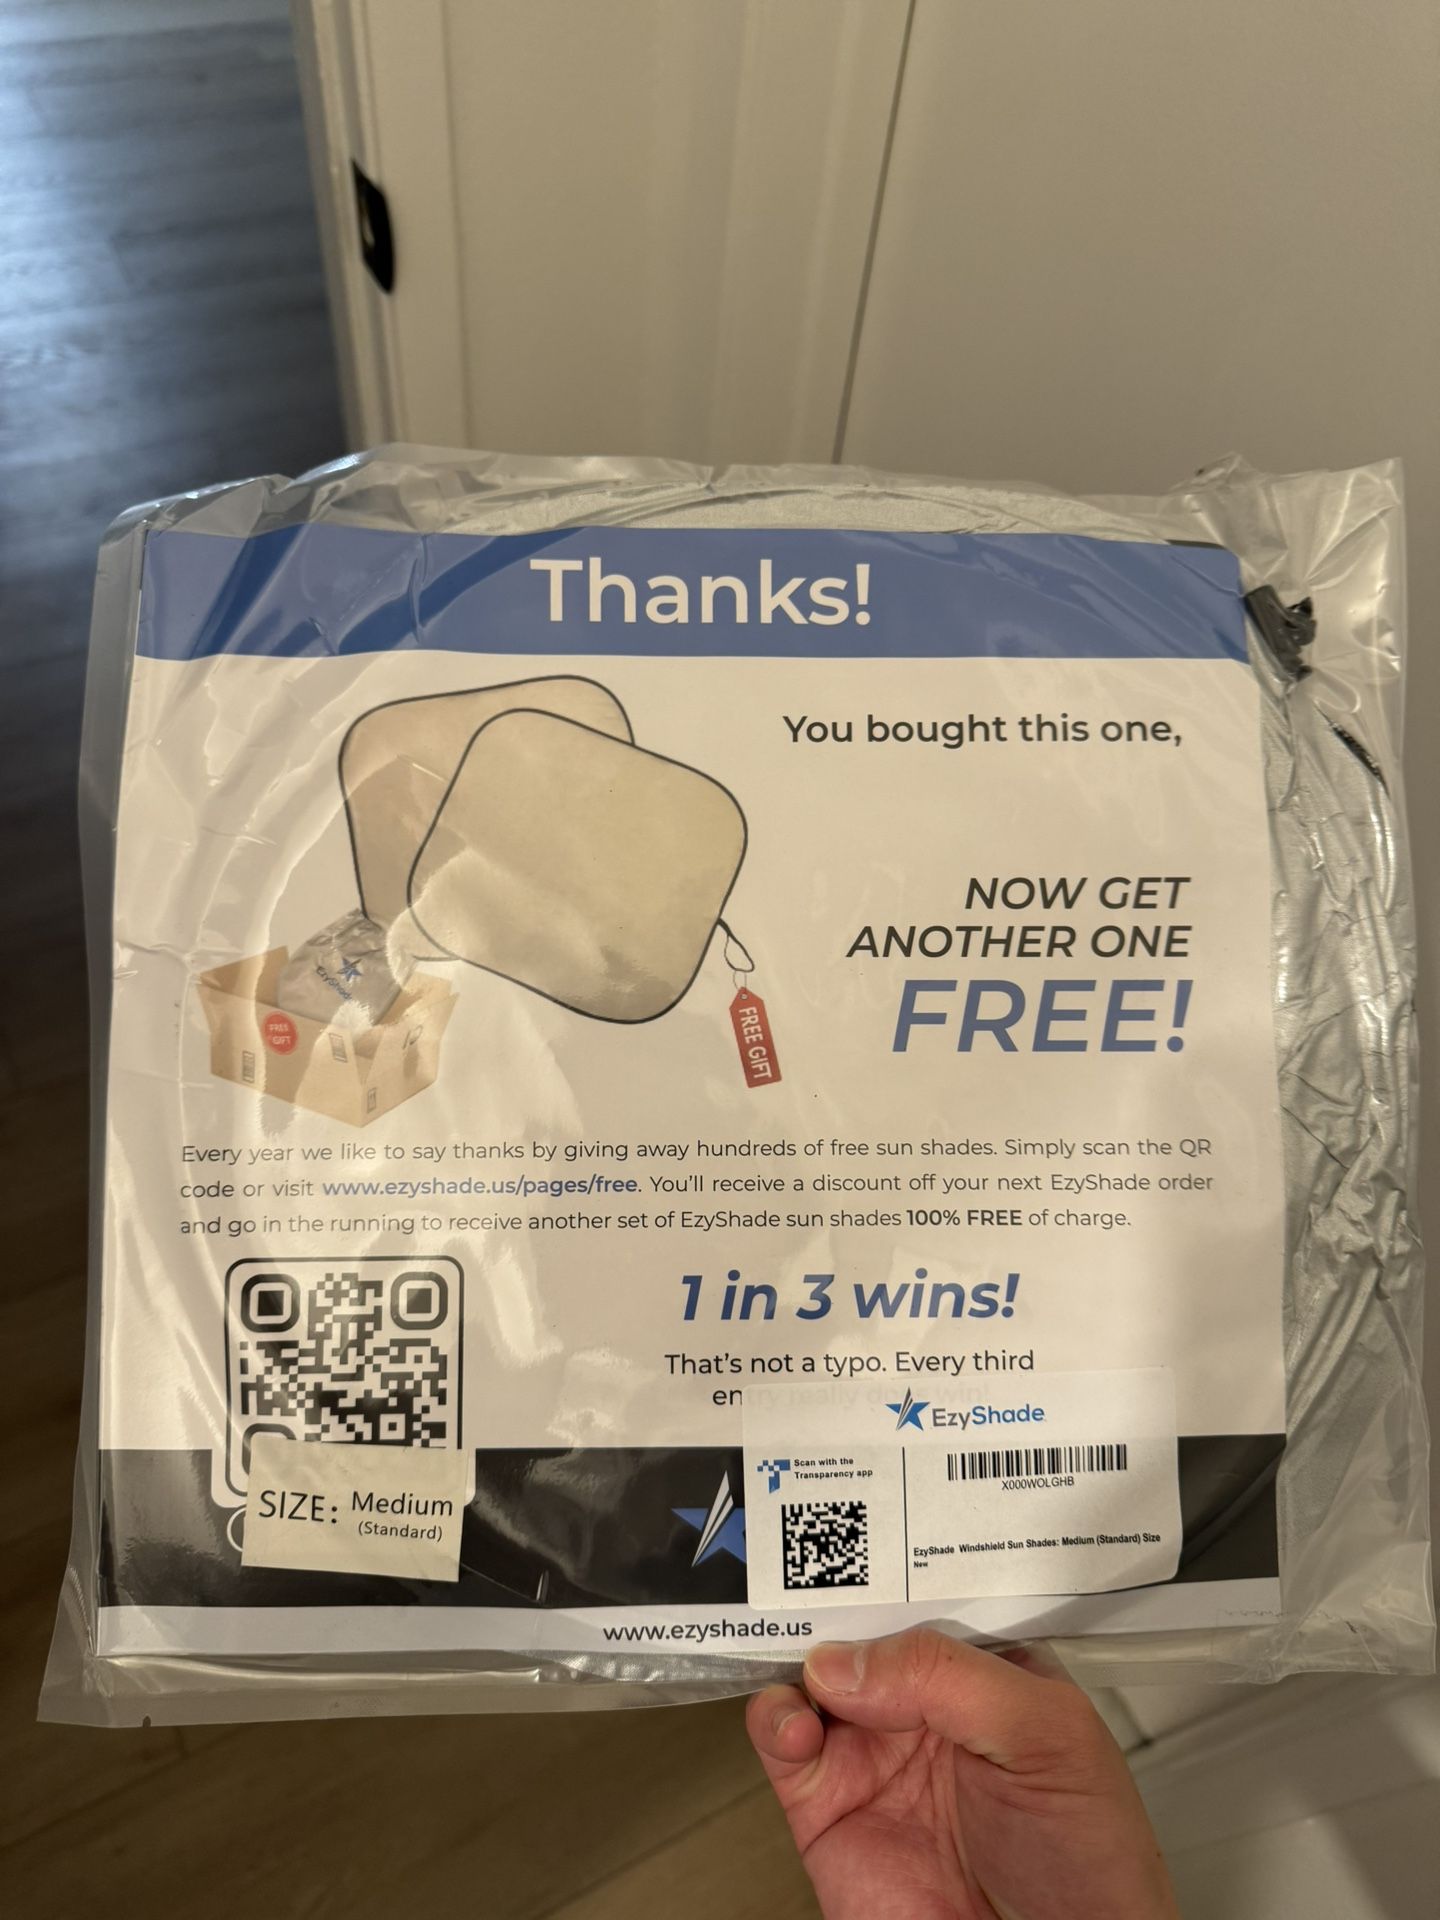 Thanks!
You bought this one,
NOW GET
ANOTHER ONE
FREE!
EzyShade
FREE
GIFT
FREE GIFT
Every year we like to say thanks by giving away hundreds of free sun shades. Simply scan the QR
code or visit www.ezyshade.us/pages/free. You'll receive a discount off your next EzyShade order
and go in the running to receive another set of EzyShade sun shades 100% FREE of charge.
1 in 3 wins!
That's not a typo. Every third
entry really does win!
SIZE: Medium
(Standard)
EzyShade
Scan with the
Transparency app
X000WOLGHB
EzyShade Windshield Sun Shades: Medium (Standard) Size
New
www.ezyshade.us